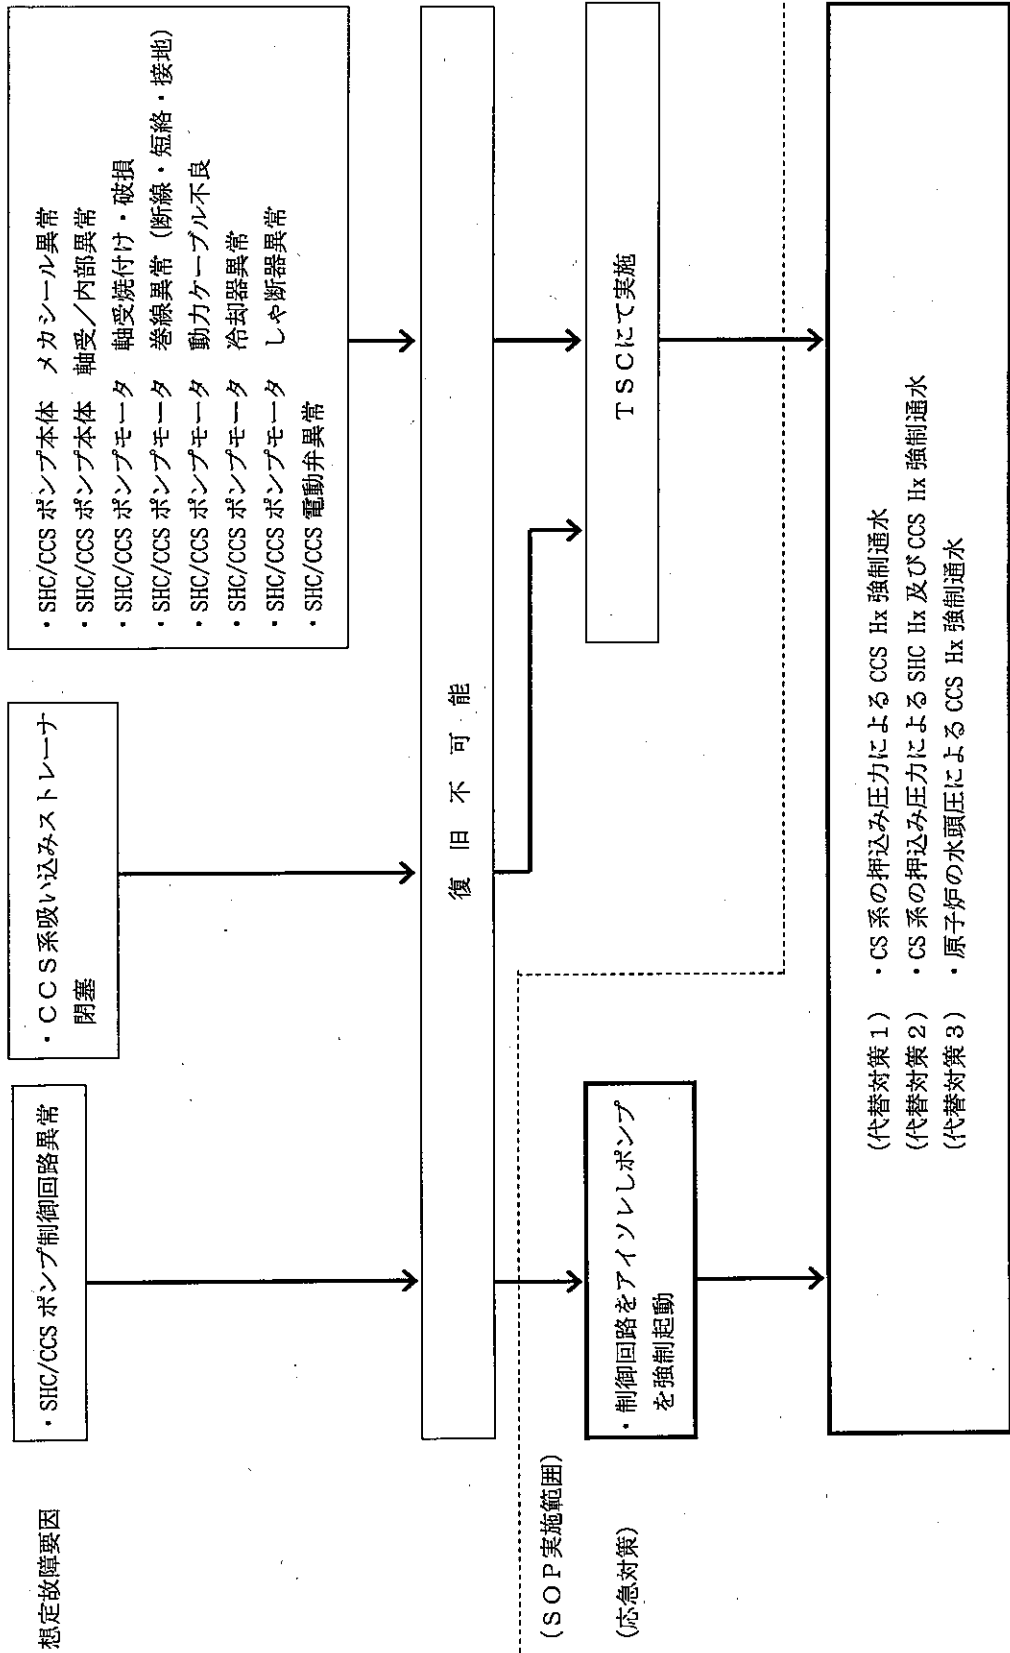 想定故障要因
・SHC/CCS ポンプ制御回路異常
・CCS系吸い込みストレーナ
閉塞
・SHC/CCS ポンプ本体 メカシール異常
・SHC/CCS ポンプ本体 軸受／内部異常
・SHC/CCS ポンプモータ 軸受焼付け・破損
・SHC/CCS ポンプモータ 巻線異常（断線・短絡・接地）
・SHC/CCS ポンプモータ 動力ケーブル不良
・SHC/CCS ポンプモータ 冷却器異常
・SHC/CCS ポンプモータ しゃ断器異常
・SHC/CCS 電動弁異常
復旧不可能
（SOP実施範囲）
（応急対策）
・制御回路をアイソレしポンプ
を強制起動
TSCにて実施
（代替対策１）・CS 系の押込み圧力による CCS Hx 強制通水
（代替対策２）・CS 系の押込み圧力による SHC Hx 及び CCS Hx 強制通水
（代替対策３）・原子炉の水頭圧による CCS Hx 強制通水